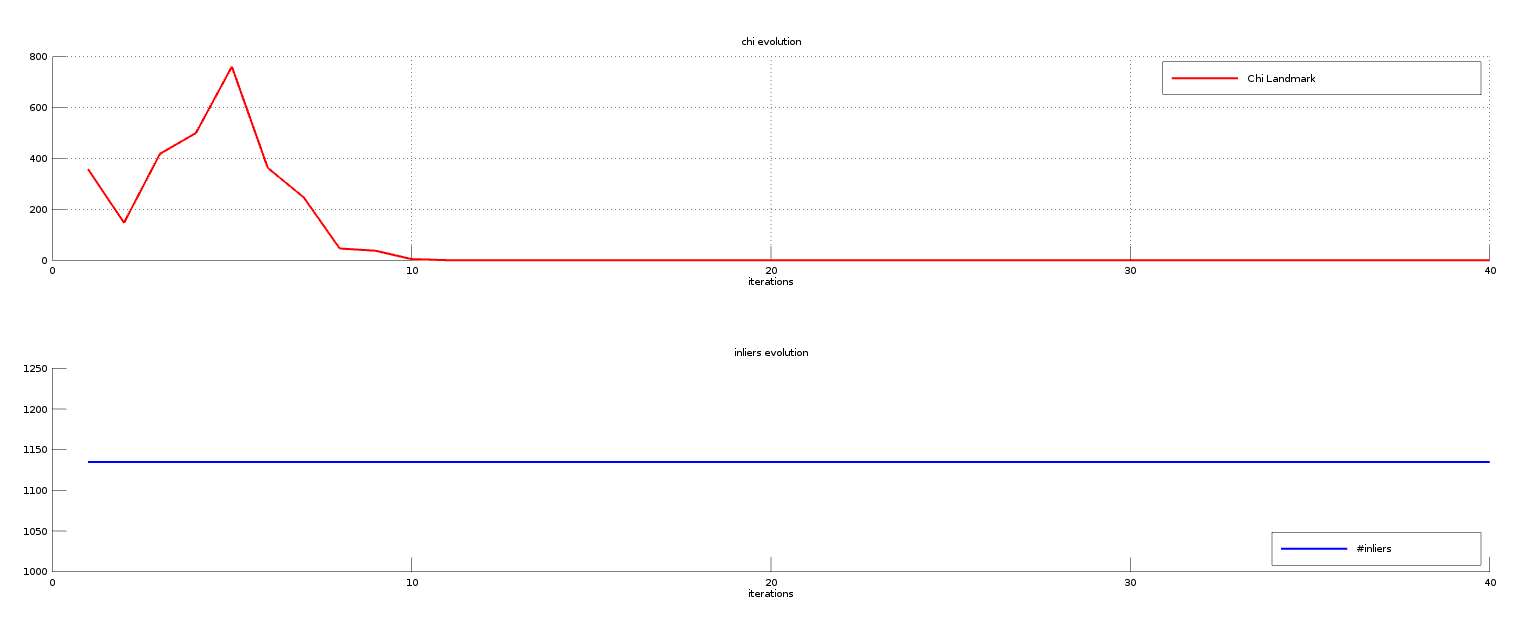 chi evolution
800
Chi Landmark
600
400
200
0
0 10 20 30 40
iterations
inliers evolution
1250
1200
1150
1100
1050
#inliers
1000
0 10 20 30 40
iterations